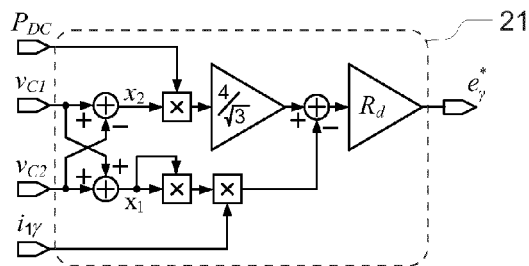 21
P_DC
v_C1
x_2
×
4/√3
R_d
e*_γ
+
−
+
−
v_C2
+
+
x_1
×
×
i_1γ